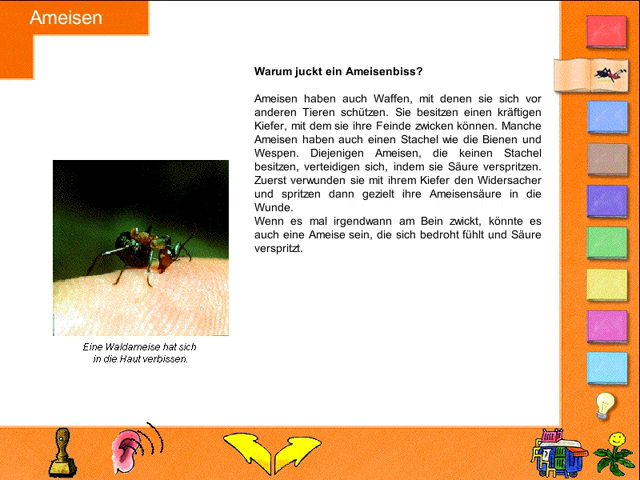 Ameisen
Warum juckt ein Ameisenbiss?
Ameisen haben auch Waffen, mit denen sie sich vor
anderen Tieren schützen. Sie besitzen einen kräftigen
Kiefer, mit dem sie ihre Feinde zwicken können. Manche
Ameisen haben auch einen Stachel wie die Bienen und
Wespen. Diejenigen Ameisen, die keinen Stachel
besitzen, verteidigen sich, indem sie Säure verspritzen.
Zuerst verwunden sie mit ihrem Kiefer den Widersacher
und spritzen dann gezielt ihre Ameisensäure in die
Wunde.
Wenn es mal irgendwann am Bein zwickt, könnte es
auch eine Ameise sein, die sich bedroht fühlt und Säure
verspritzt.
Eine Waldameise hat sich
in die Haut verbissen.